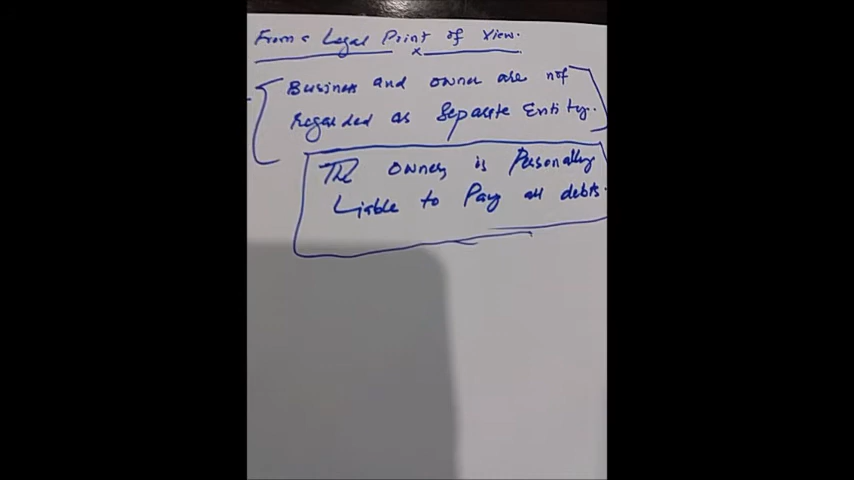 From a Legal Point of View.
x
Business and owner are not
regarded as Separate Entity.
The owner is Personally
Liable to Pay all debts.